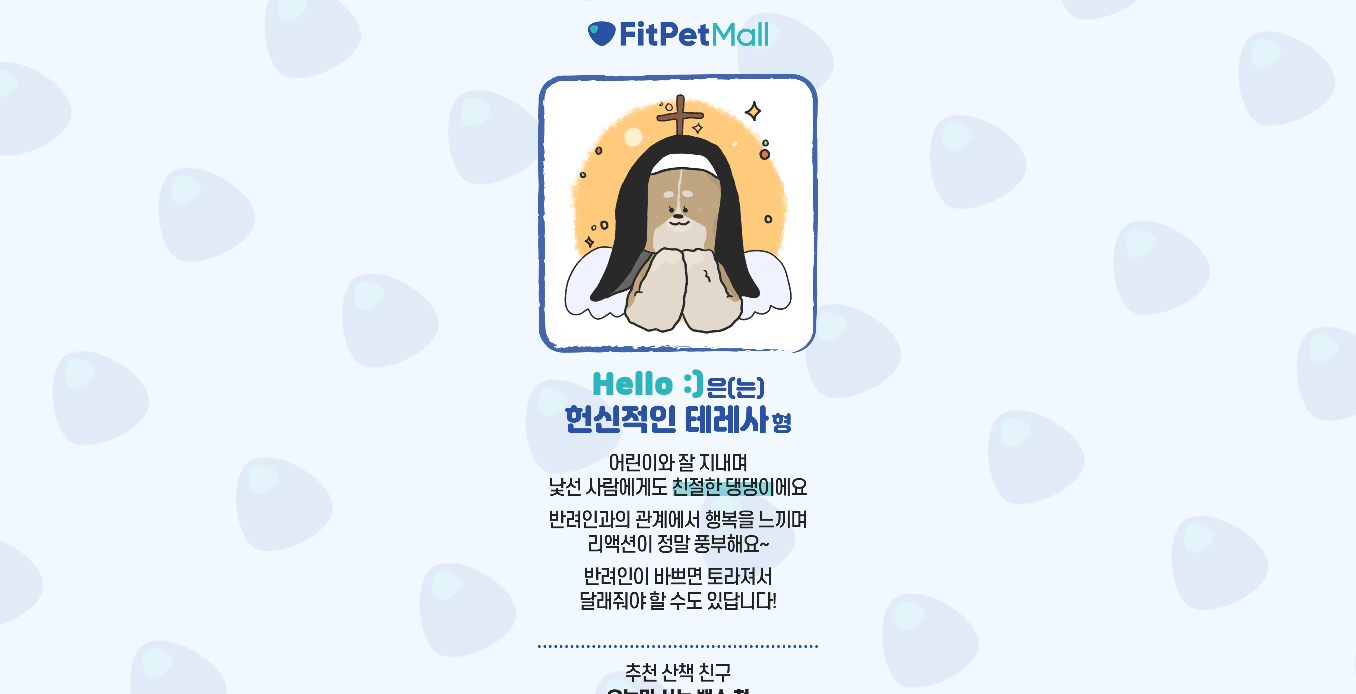 FitPetMall
Hello :)은(는)
헌신적인 테레사 형
어린이와 잘 지내며
낯선 사람에게도 친절한 댕댕이에요
반려인과의 관계에서 행복을 느끼며
리액션이 정말 풍부해요~
반려인이 바쁘면 토라져서
달래줘야 할 수도 있답니다!
추천 산책 친구